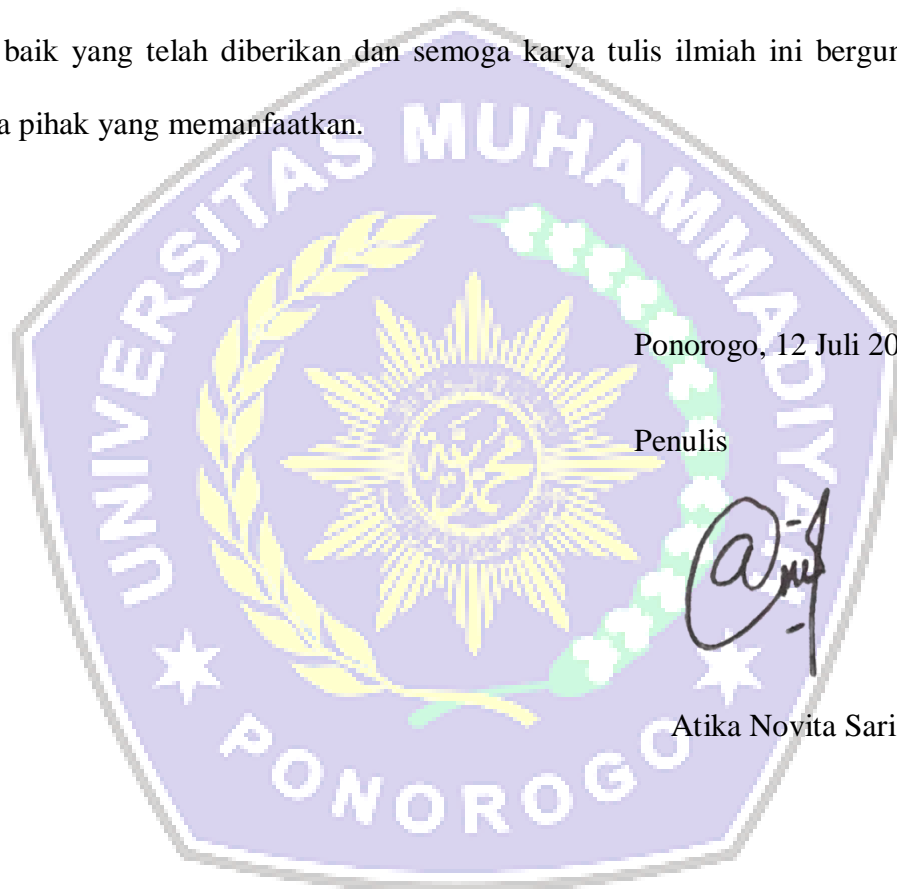 baik yang telah diberikan dan semoga karya tulis ilmiah ini bergun
a pihak yang memanfaatkan.
UNIVERSITAS MUHAMMADIYAH
Ponorogo, 12 Juli 20
Penulis
Atika Novita Sari
PONOROGO